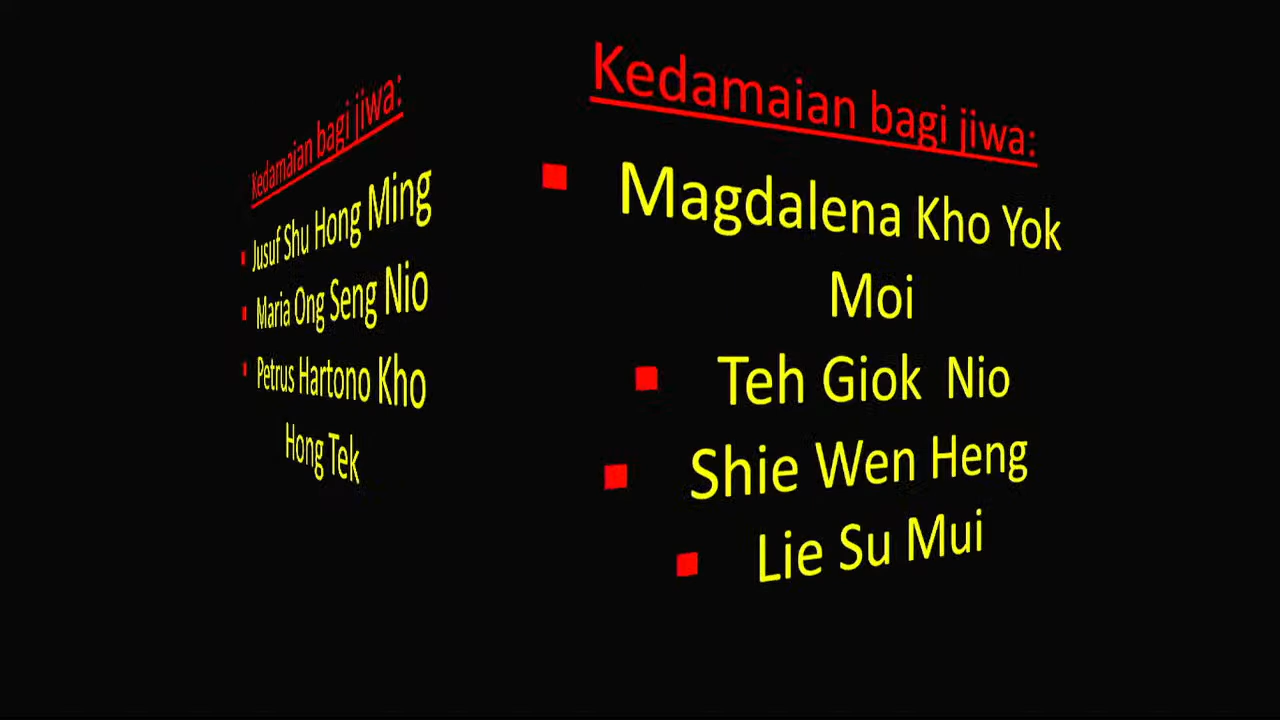 Kedamaian bagi jiwa:
Jusuf Shu Hong Ming
Maria Ong Seng Nio
Petrus Hartono Kho
Hong Tek
Kedamaian bagi jiwa:
Magdalena Kho Yok
Moi
Teh Giok Nio
Shie Wen Heng
Lie Su Mui